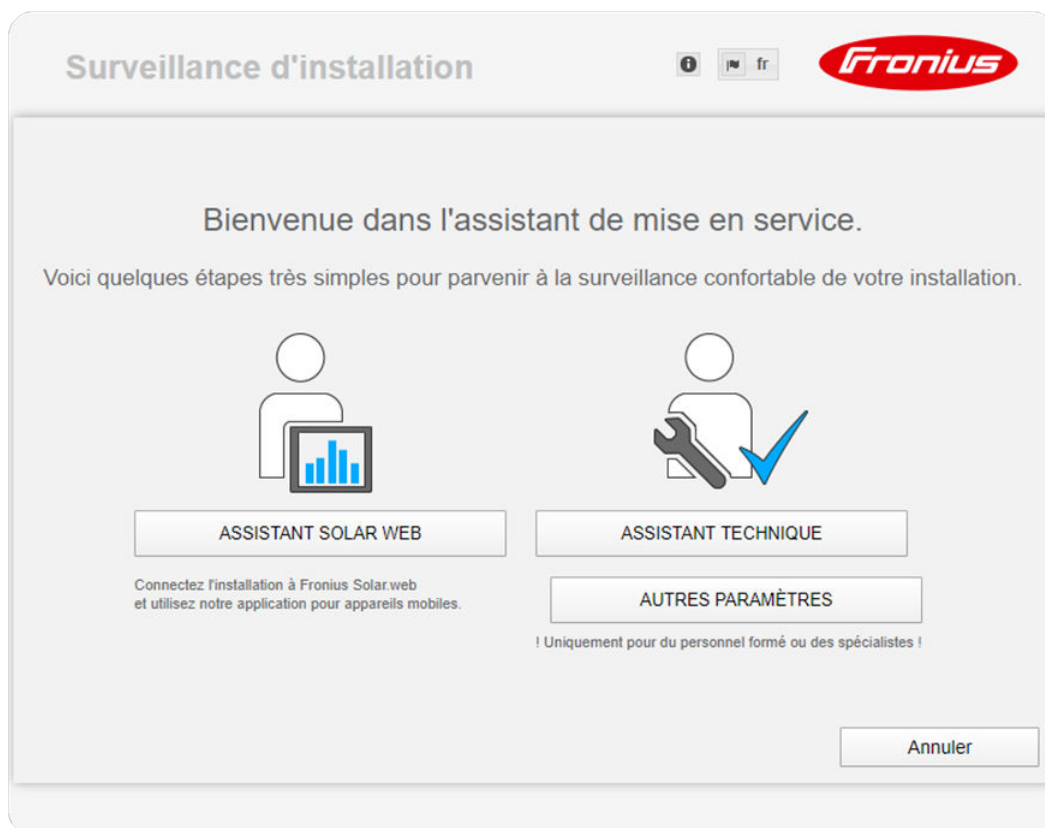 Surveillance d'installation
fr
Fronius
Bienvenue dans l'assistant de mise en service.
Voici quelques étapes très simples pour parvenir à la surveillance confortable de votre installation.
ASSISTANT SOLAR WEB
Connectez l'installation à Fronius Solar.web
et utilisez notre application pour appareils mobiles.
ASSISTANT TECHNIQUE
AUTRES PARAMÈTRES
! Uniquement pour du personnel formé ou des spécialistes !
Annuler